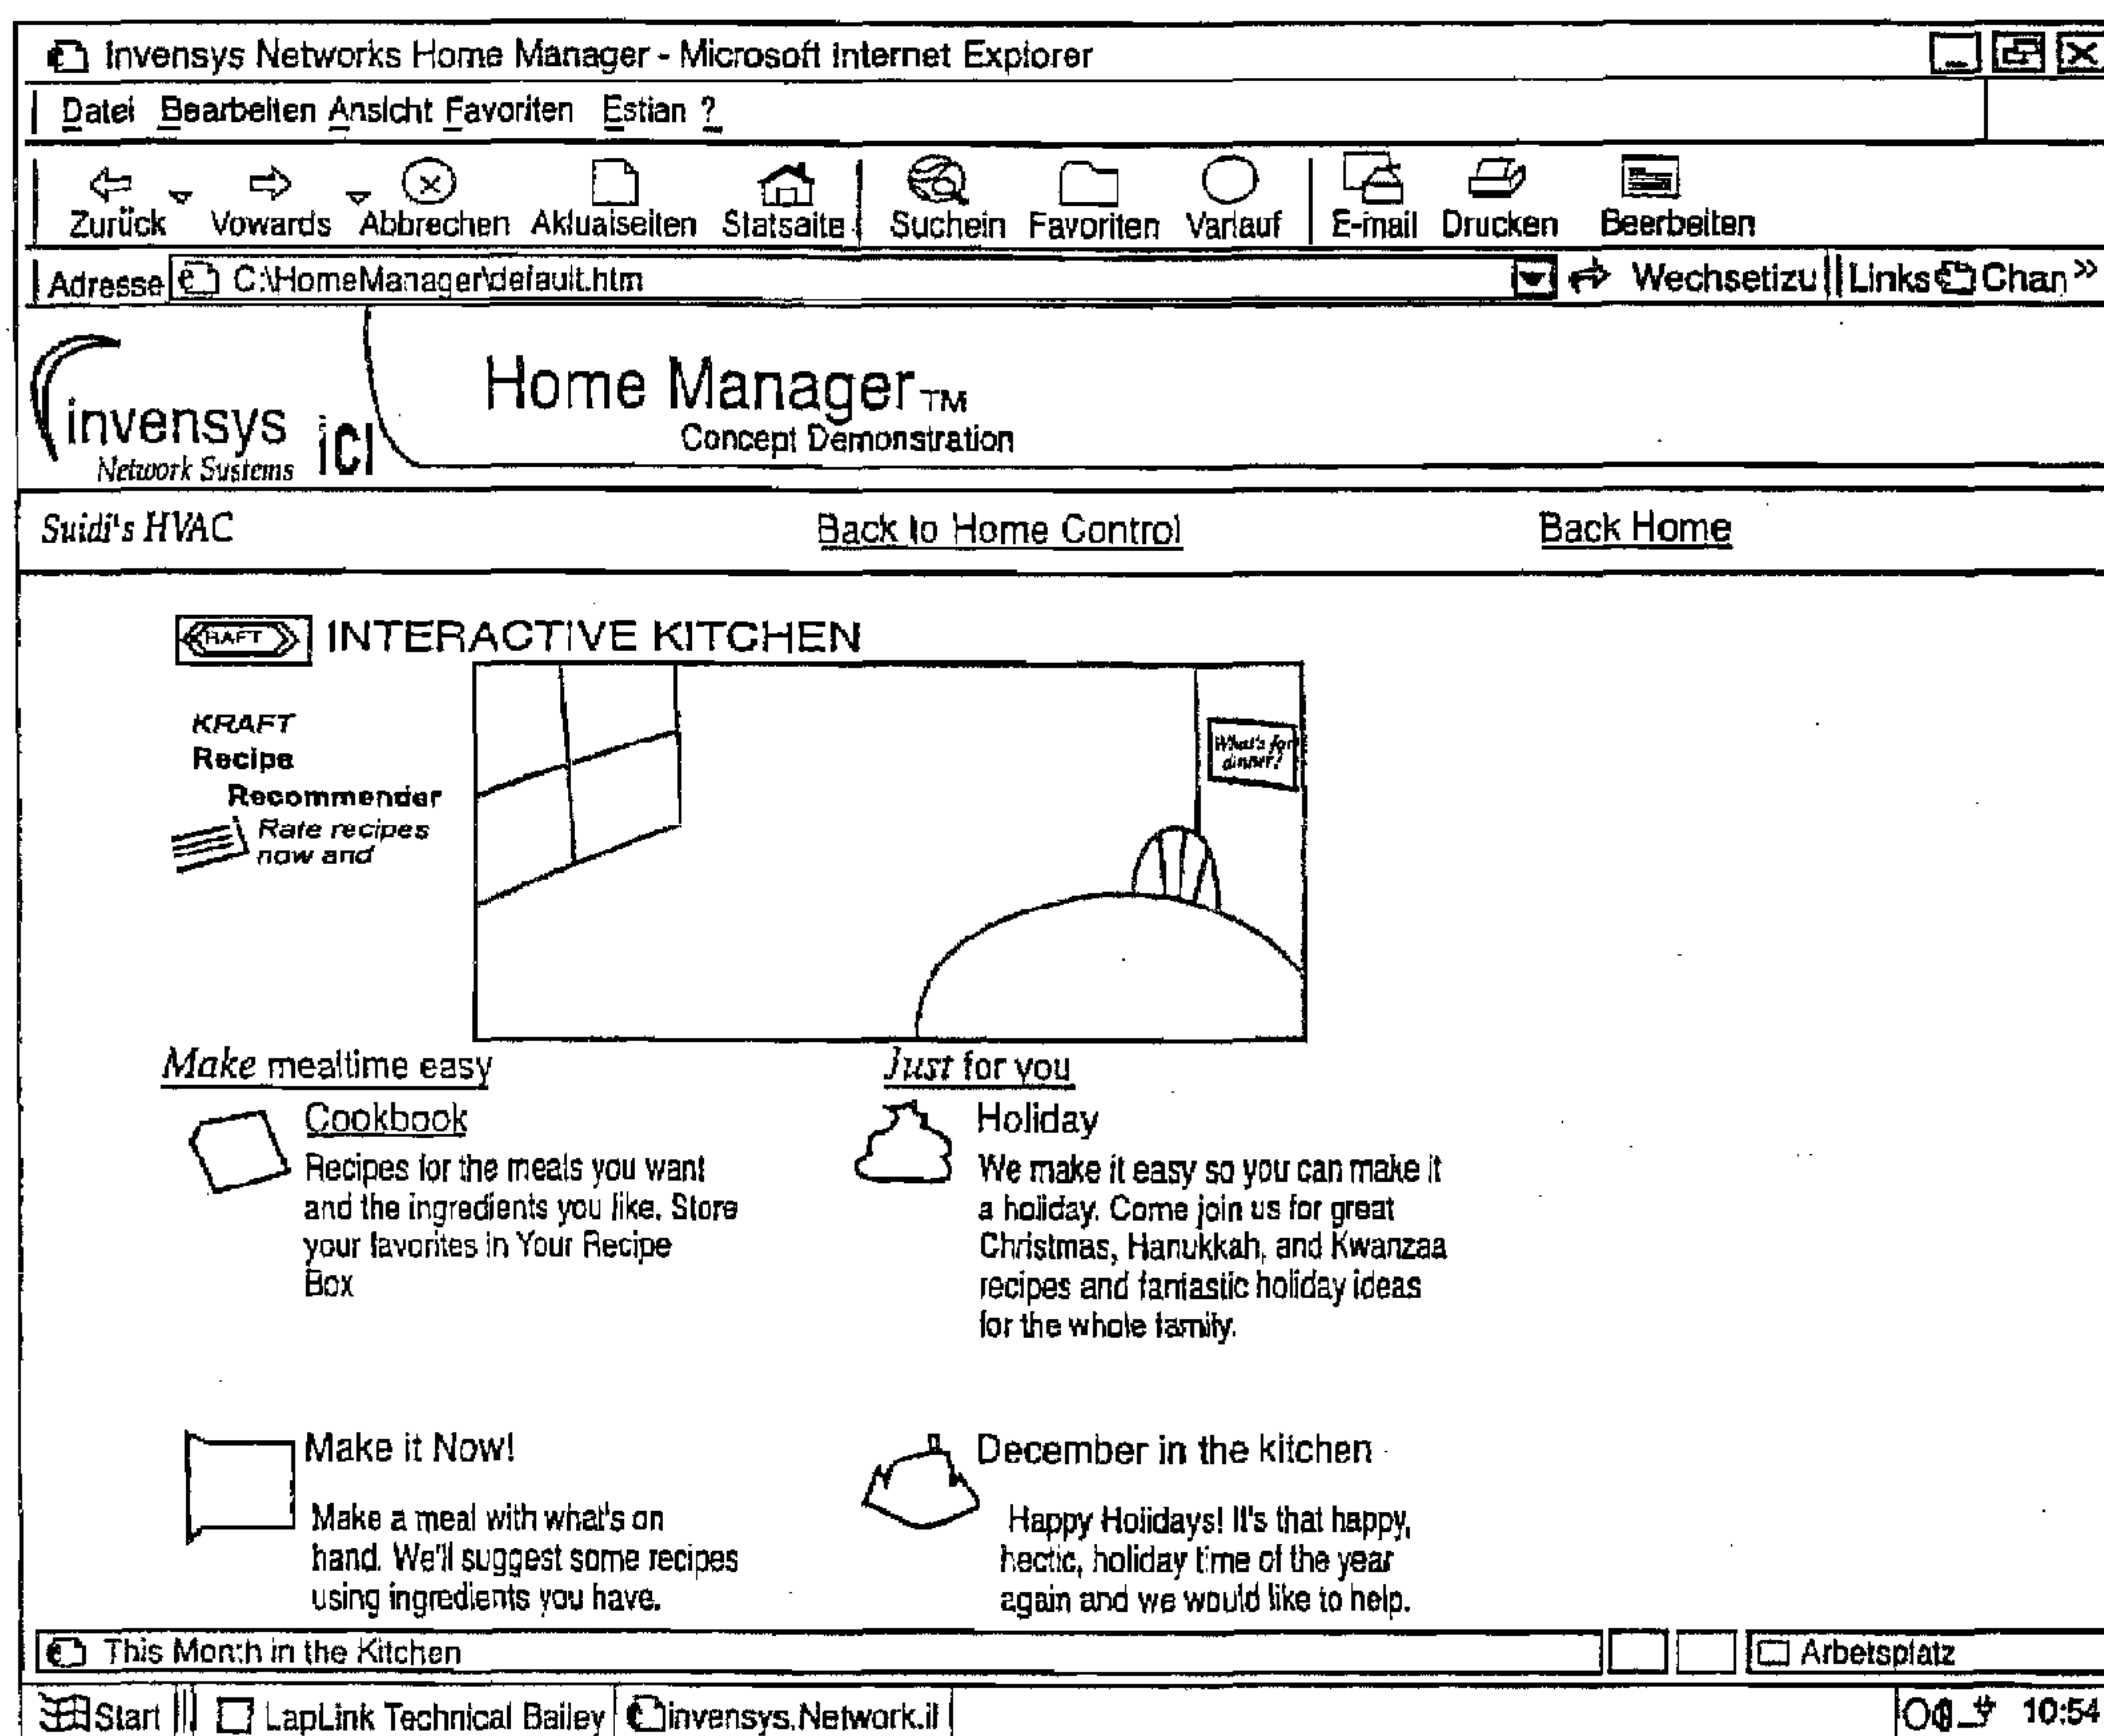 Invensys Networks Home Manager - Microsoft Internet Explorer
Datei Bearbeiten Ansicht Favoriten Estian ?
Zurück Vowards Abbrechen Akluaiseiten Statsaite Suchein Favoriten Varlauf E-mail Drucken Beerbeiten
Adresse C:\HomeManager\default.htm Wechsetizu Links Chan »
invensys
Network Systems
ici
Home Manager TM
Concept Demonstration
Suidi's HVAC Back to Home Control Back Home
RAFT INTERACTIVE KITCHEN
KRAFT
Recipe
Recommender
Rate recipes
now and
What's for
dinner?
Make mealtime easy
Cookbook
Recipes for the meals you want
and the ingredients you like. Store
your favorites in Your Recipe
Box
Just for you
Holiday
We make it easy so you can make it
a holiday. Come join us for great
Christmas, Hanukkah, and Kwanzaa
recipes and fantastic holiday ideas
for the whole family.
Make it Now!
Make a meal with what's on
hand. We'll suggest some recipes
using ingredients you have.
December in the kitchen
Happy Holidays! It's that happy,
hectic, holiday time of the year
again and we would like to help.
This Month in the Kitchen Arbetsplatz
Start LapLink Technical Bailey invensys.Network.il 10:54